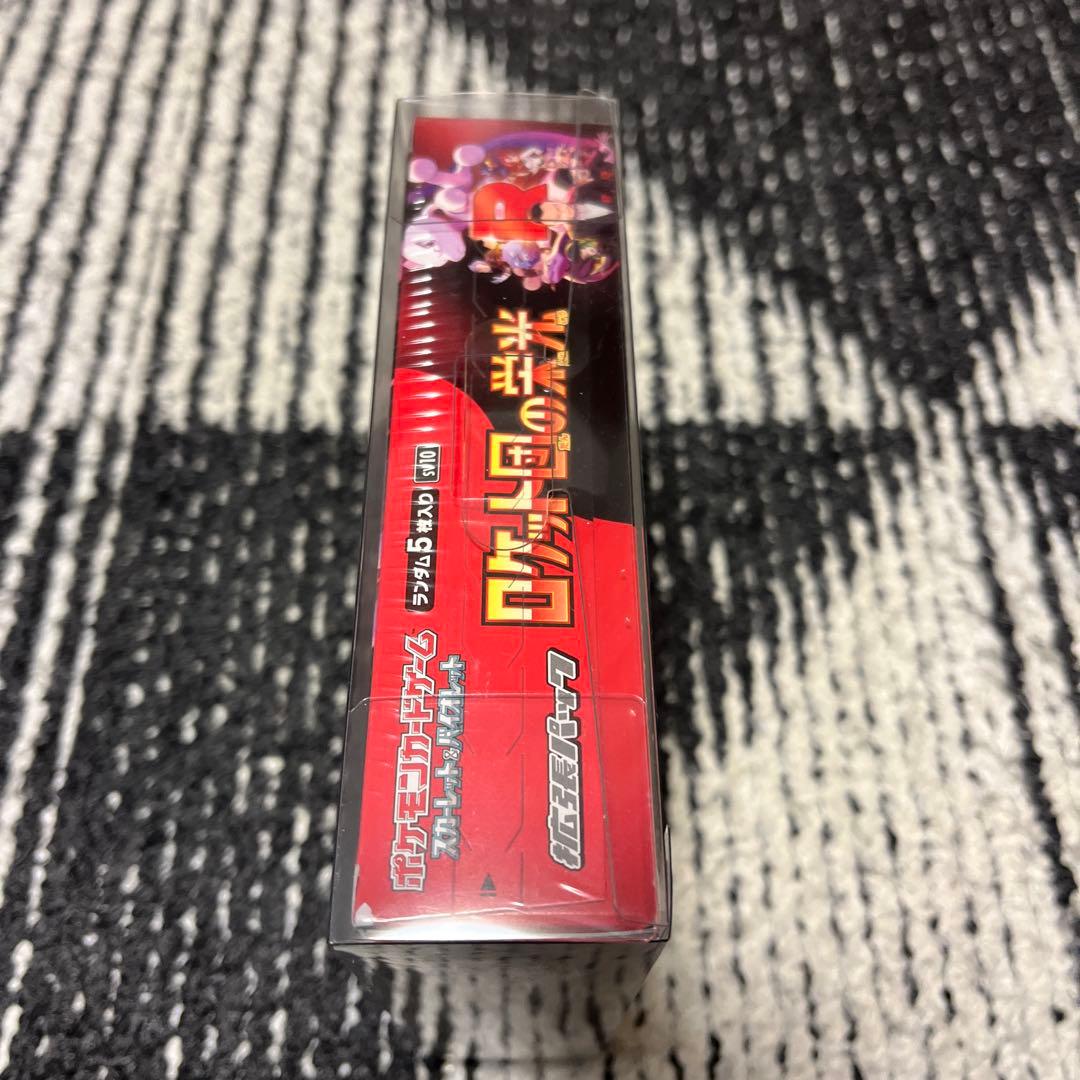 ポケモンカードゲーム
スカーレット&バイオレット
ランダム5枚入り
SV10
拡張パック
ロケット団の栄光
R